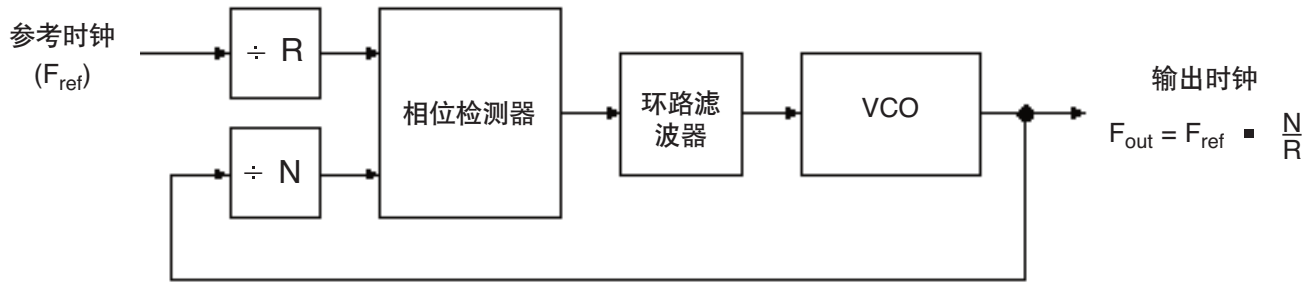 参考时钟
(Fref)
÷ R
÷ N
相位检测器
环路滤
波器
VCO
输出时钟
Fout = Fref ▪ N/R